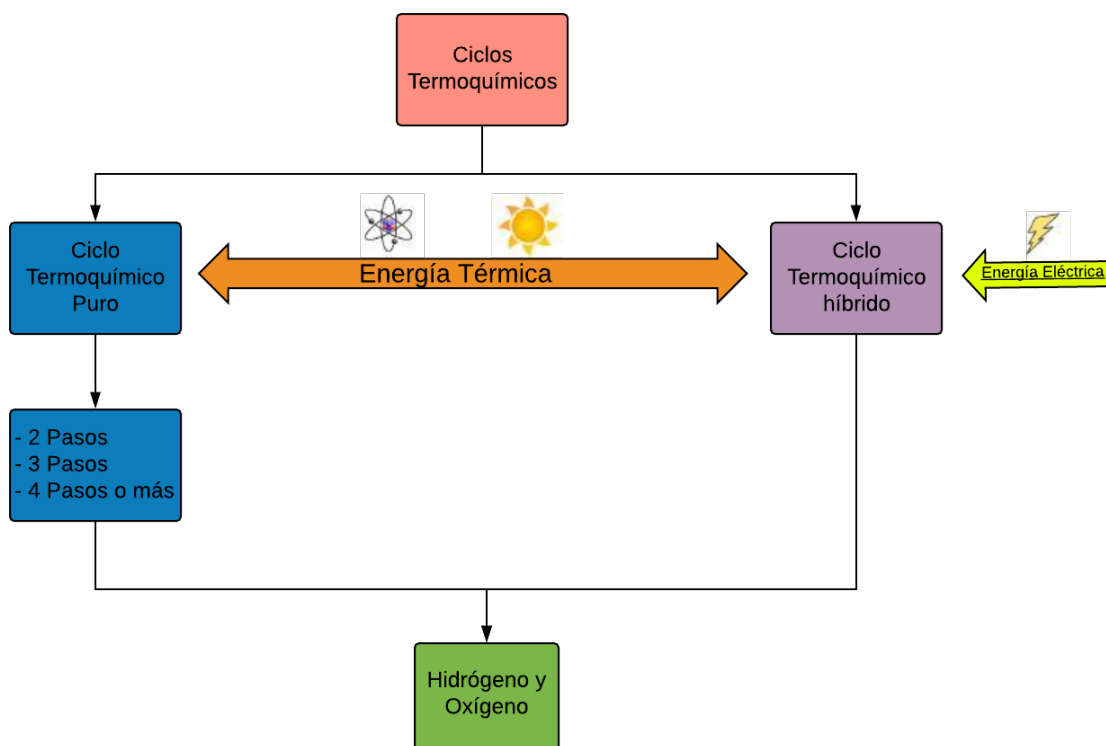 Ciclos
Termoquímicos
Ciclo
Termoquímico
Puro
Energía Térmica
Ciclo
Termoquímico
híbrido
Energía Eléctrica
- 2 Pasos
- 3 Pasos
- 4 Pasos o más
Hidrógeno y
Oxígeno